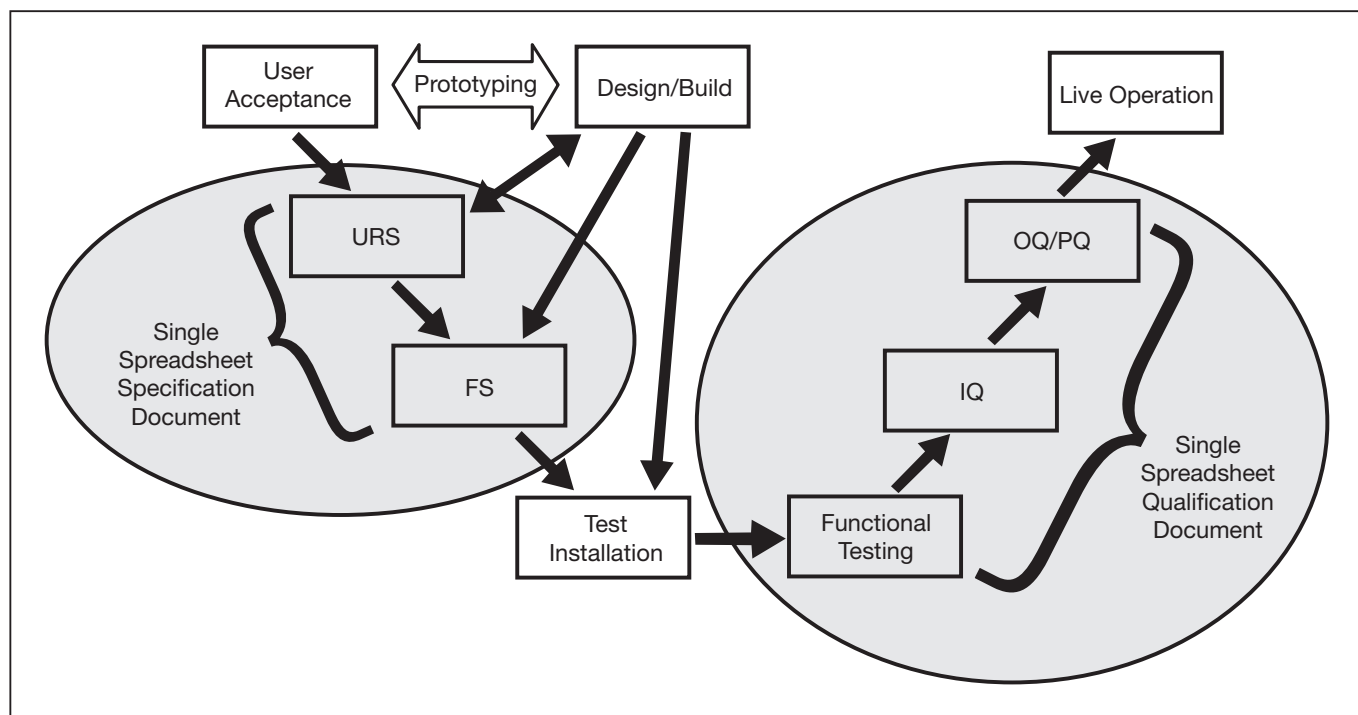 User
Acceptance
Prototyping
Design/Build
Live Operation
URS
OQ/PQ
Single
Spreadsheet
Specification
Document
FS
IQ
Single
Spreadsheet
Qualification
Document
Test
Installation
Functional
Testing